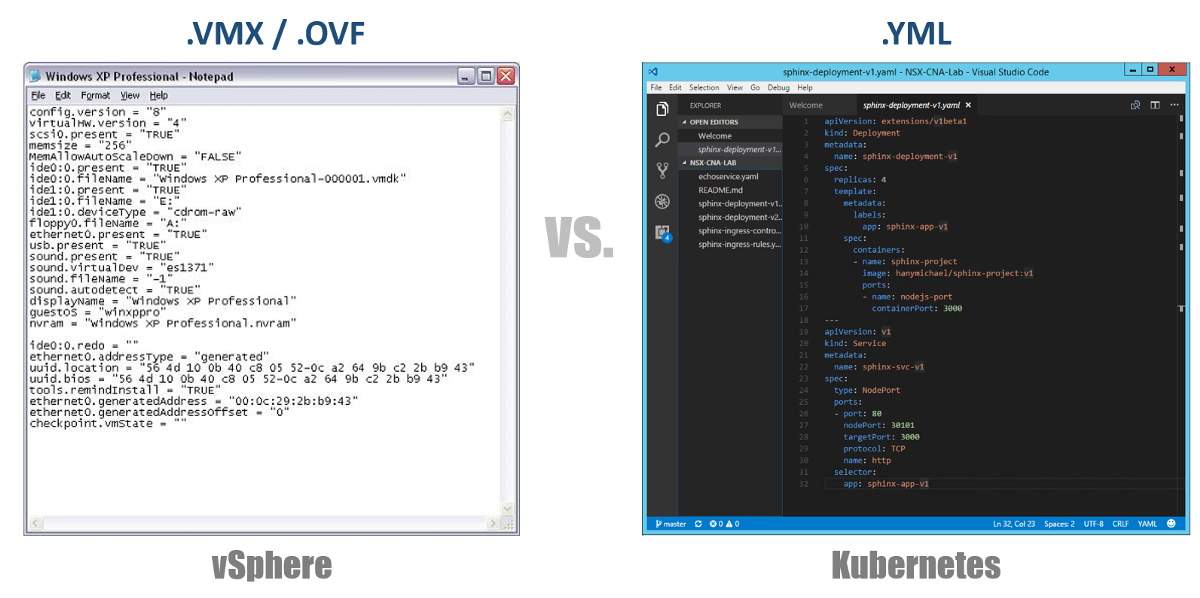 .VMX / .OVF
.YML
Windows XP Professional - Notepad
File Edit Format View Help
config.version = "8"
virtualHW.version = "4"
scsi0.present = "TRUE"
memsize = "256"
MemAllowAutoScaleDown = "FALSE"
ide0:0.present = "TRUE"
ide0:0.fileName = "Windows XP Professional-000001.vmdk"
ide1:0.present = "TRUE"
ide1:0.fileName = "E:"
ide1:0.deviceType = "cdrom-raw"
floppy0.fileName = "A:"
ethernet0.present = "TRUE"
usb.present = "TRUE"
sound.present = "TRUE"
sound.virtualDev = "es1371"
sound.fileName = "-1"
sound.autodetect = "TRUE"
displayName = "Windows XP Professional"
guestOS = "winxppro"
nvram = "Windows XP Professional.nvram"
ide0:0.redo = ""
ethernet0.addressType = "generated"
uuid.location = "56 4d 10 0b 40 c8 05 52-0c a2 64 9b c2 2b b9 43"
uuid.bios = "56 4d 10 0b 40 c8 05 52-0c a2 64 9b c2 2b b9 43"
tools.remindInstall = "TRUE"
ethernet0.generatedAddress = "00:0c:29:2b:b9:43"
ethernet0.generatedAddressOffset = "0"
checkpoint.vmState = ""
vSphere
VS.
sphinx-deployment-v1.yaml - NSX-CNA-Lab - Visual Studio Code
File Edit Selection View Go Debug Help
EXPLORER
OPEN EDITORS
Welcome
sphinx-deployment-v1...
NSX-CNA-LAB
echoservice.yaml
README.md
sphinx-deployment-v1...
sphinx-deployment-v2...
sphinx-ingress-contro...
sphinx-ingress-rules.y...
4
Welcome sphinx-deployment-v1.yaml
1 apiVersion: extensions/v1beta1
2 kind: Deployment
3 metadata:
4 name: sphinx-deployment-v1
5 spec:
6 replicas: 4
7 template:
8 metadata:
9 labels:
10 app: sphinx-app-v1
11 spec:
12 containers:
13 - name: sphinx-project
14 image: hanymichael/sphinx-project:v1
15 ports:
16 - name: nodejs-port
17 containerPort: 3000
18 ---
19 apiVersion: v1
20 kind: Service
21 metadata:
22 name: sphinx-svc-v1
23 spec:
24 type: NodePort
25 ports:
26 - port: 80
27 nodePort: 30101
28 targetPort: 3000
29 protocol: TCP
30 name: http
31 selector:
32 app: sphinx-app-v1
master 0 0 Ln 32, Col 23 Spaces: 2 UTF-8 CRLF YAML
Kubernetes